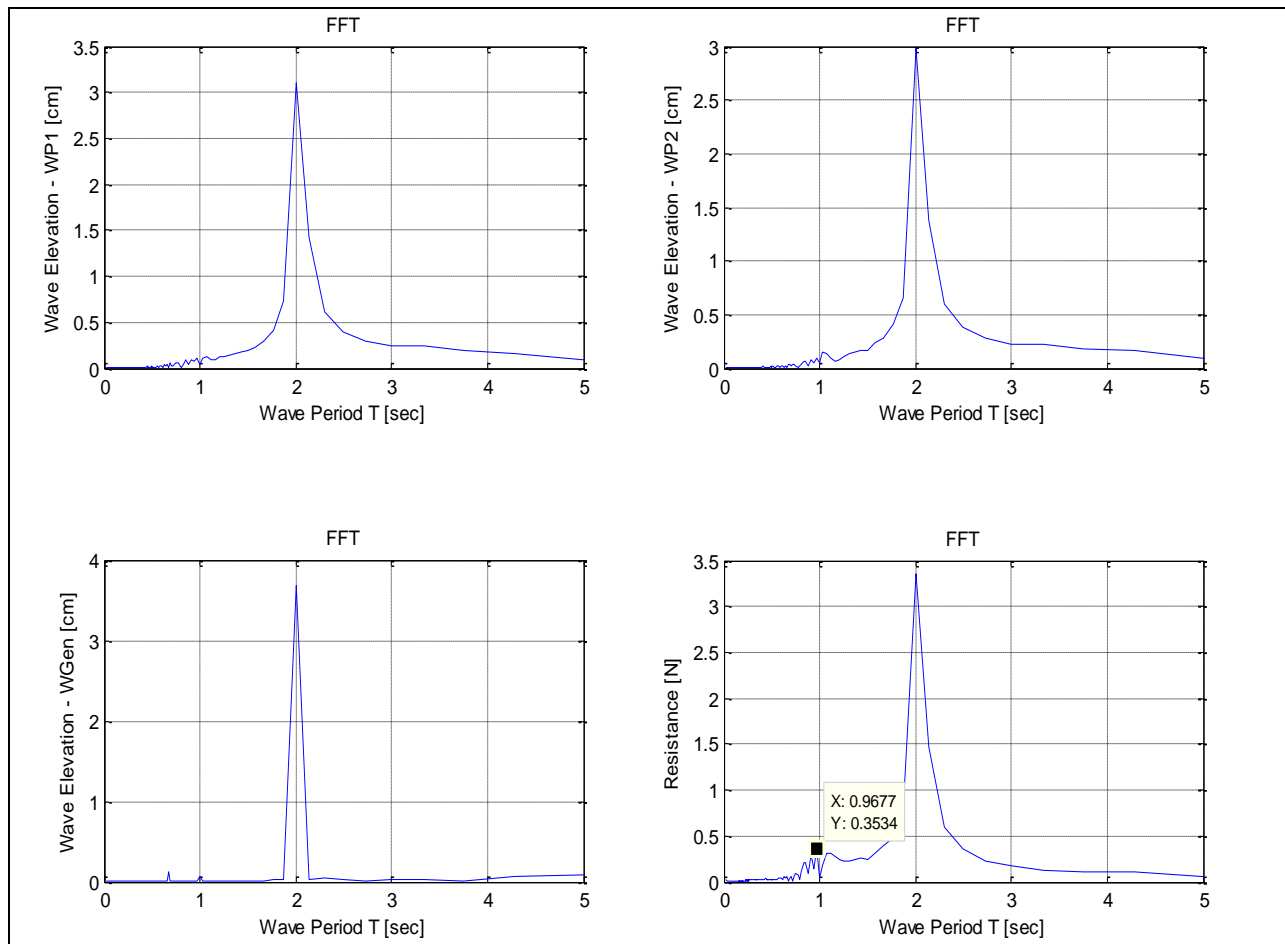 FFT
3.5
3
2.5
2
1.5
1
0.5
0
0 1 2 3 4 5
Wave Elevation - WP1 [cm]
Wave Period T [sec]
FFT
3
2.5
2
1.5
1
0.5
0
0 1 2 3 4 5
Wave Elevation - WP2 [cm]
Wave Period T [sec]
FFT
4
3
2
1
0
0 1 2 3 4 5
Wave Elevation - WGen [cm]
Wave Period T [sec]
FFT
3.5
3
2.5
2
1.5
1
0.5
0
0 1 2 3 4 5
Resistance [N]
X: 0.9677
Y: 0.3534
Wave Period T [sec]